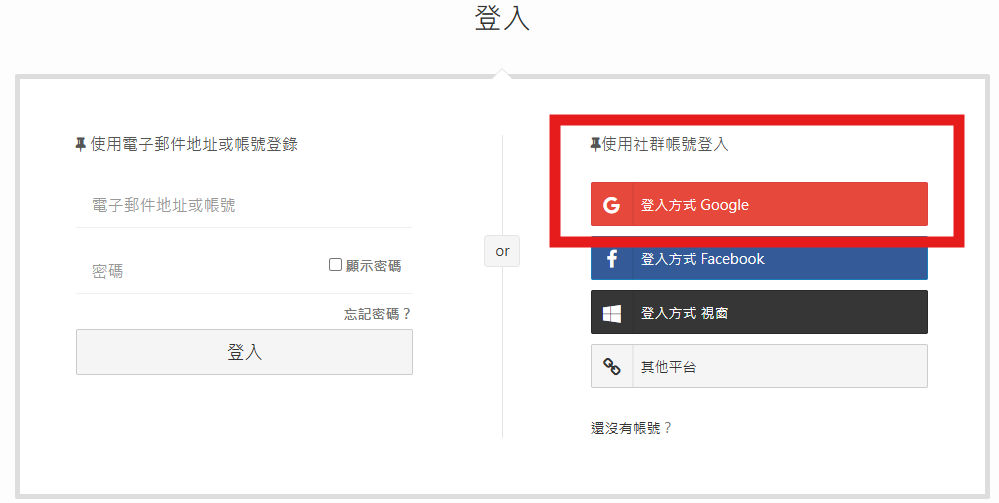 登入
使用電子郵件地址或帳號登錄
電子郵件地址或帳號
密碼
顯示密碼
忘記密碼？
登入
or
使用社群帳號登入
登入方式 Google
登入方式 Facebook
登入方式 視窗
其他平台
還沒有帳號？